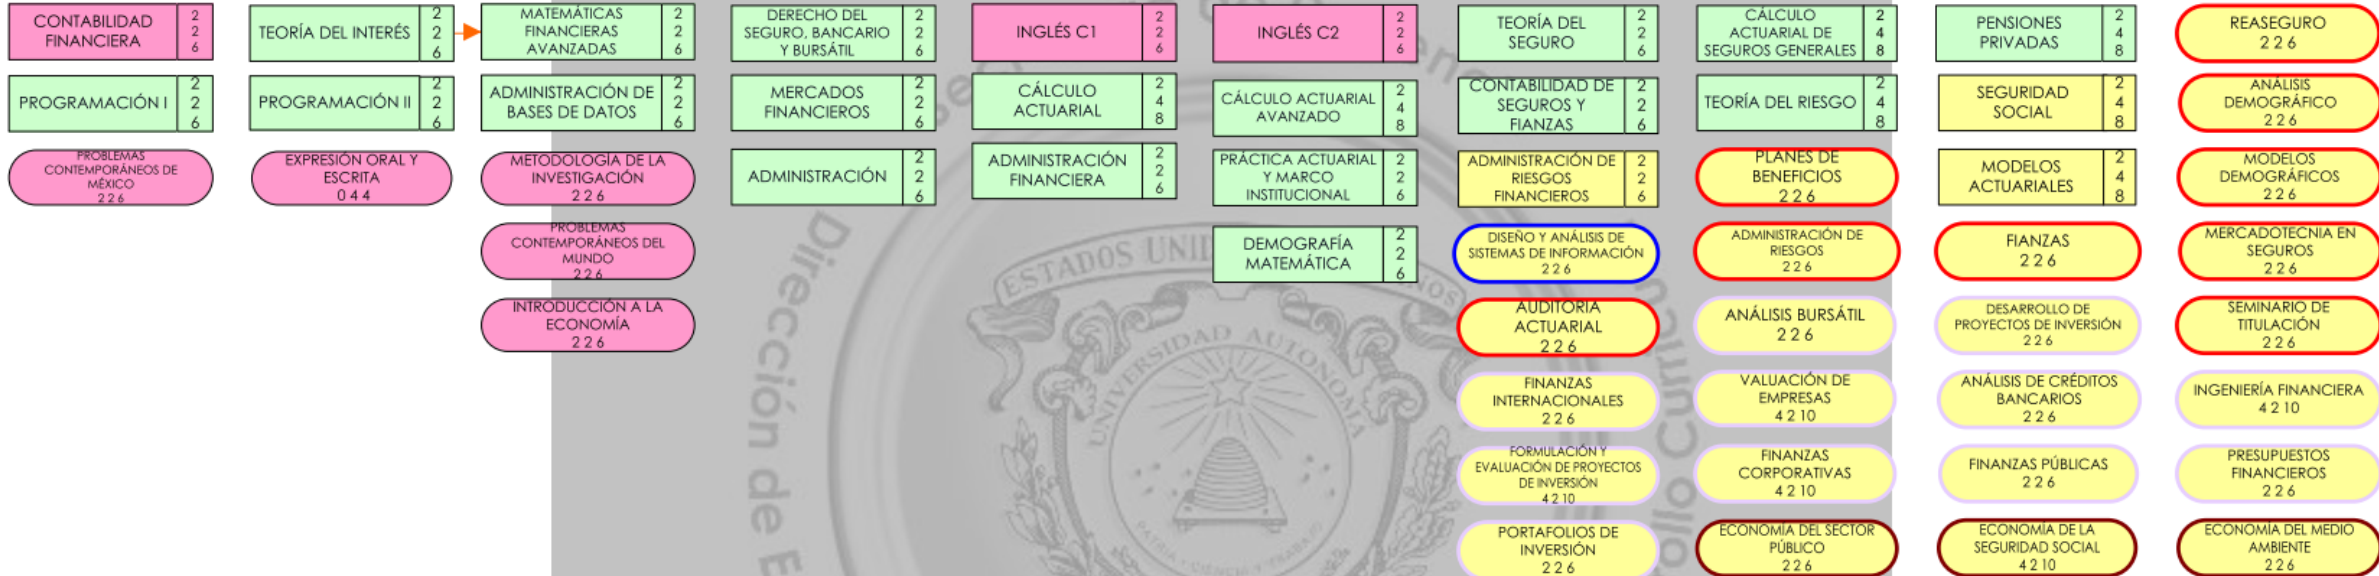 CONTABILIDAD
FINANCIERA
2
2
6
TEORÍA DEL INTERÉS
2
2
6
MATEMÁTICAS
FINANCIERAS
AVANZADAS
2
2
6
DERECHO DEL
SEGURO, BANCARIO
Y BURSÁTIL
2
2
6
INGLÉS C1
2
2
6
INGLÉS C2
2
2
6
TEORÍA DEL
SEGURO
2
2
6
CÁLCULO
ACTUARIAL DE
SEGUROS GENERALES
2
4
8
PENSIONES
PRIVADAS
2
4
8
REASEGURO
2 2 6
PROGRAMACIÓN I
2
2
6
PROGRAMACIÓN II
2
2
6
ADMINISTRACIÓN DE
BASES DE DATOS
2
2
6
MERCADOS
FINANCIEROS
2
2
6
CÁLCULO
ACTUARIAL
2
4
8
CÁLCULO ACTUARIAL
AVANZADO
2
4
8
CONTABILIDAD DE
SEGUROS Y
FIANZAS
2
2
6
TEORÍA DEL RIESGO
2
4
8
SEGURIDAD
SOCIAL
2
4
8
ANÁLISIS
DEMOGRÁFICO
2 2 6
PROBLEMAS
CONTEMPORÁNEOS DE
MÉXICO
2 2 6
EXPRESIÓN ORAL Y
ESCRITA
0 4 4
METODOLOGÍA DE LA
INVESTIGACIÓN
2 2 6
ADMINISTRACIÓN
2
2
6
ADMINISTRACIÓN
FINANCIERA
2
2
6
PRÁCTICA ACTUARIAL
Y MARCO
INSTITUCIONAL
2
2
6
ADMINISTRACIÓN DE
RIESGOS
FINANCIEROS
2
2
6
PLANES DE
BENEFICIOS
2 2 6
MODELOS
ACTUARIALES
2
4
8
MODELOS
DEMOGRÁFICOS
2 2 6
PROBLEMAS
CONTEMPORÁNEOS DEL
MUNDO
2 2 6
DEMOGRAFÍA
MATEMÁTICA
2
2
6
DISEÑO Y ANÁLISIS DE
SISTEMAS DE INFORMACIÓN
2 2 6
ADMINISTRACIÓN DE
RIESGOS
2 2 6
FIANZAS
2 2 6
MERCADOTECNIA EN
SEGUROS
2 2 6
INTRODUCCIÓN A LA
ECONOMÍA
2 2 6
AUDITORIA
ACTUARIAL
2 2 6
ANÁLISIS BURSÁTIL
2 2 6
DESARROLLO DE
PROYECTOS DE INVERSIÓN
2 2 6
SEMINARIO DE
TITULACIÓN
2 2 6
FINANZAS
INTERNACIONALES
2 2 6
VALUACIÓN DE
EMPRESAS
4 2 10
ANÁLISIS DE CRÉDITOS
BANCARIOS
2 2 6
INGENIERÍA FINANCIERA
4 2 10
FORMULACIÓN Y
EVALUACIÓN DE PROYECTOS
DE INVERSIÓN
4 2 10
FINANZAS
CORPORATIVAS
4 2 10
FINANZAS PÚBLICAS
2 2 6
PRESUPUESTOS
FINANCIEROS
2 2 6
PORTAFOLIOS DE
INVERSIÓN
2 2 6
ECONOMÍA DEL SECTOR
PÚBLICO
2 2 6
ECONOMÍA DE LA
SEGURIDAD SOCIAL
4 2 10
ECONOMÍA DEL MEDIO
AMBIENTE
2 2 6
Dirección de
ESTADOS UNID
UNIVERSIDAD AUTÓNOMA
PATRIA, CIENCIA Y TRABAJO